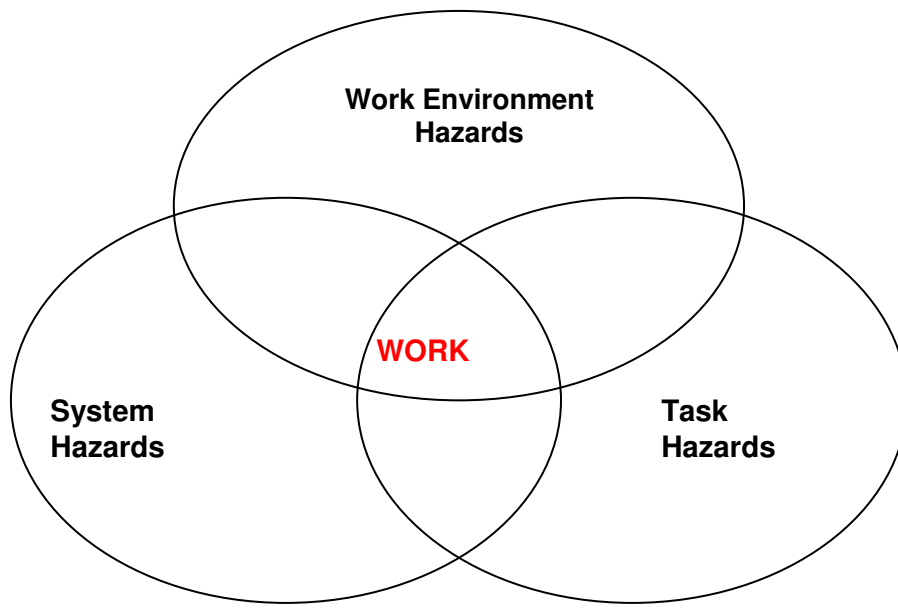 Work Environment
Hazards
WORK
System
Hazards
Task
Hazards